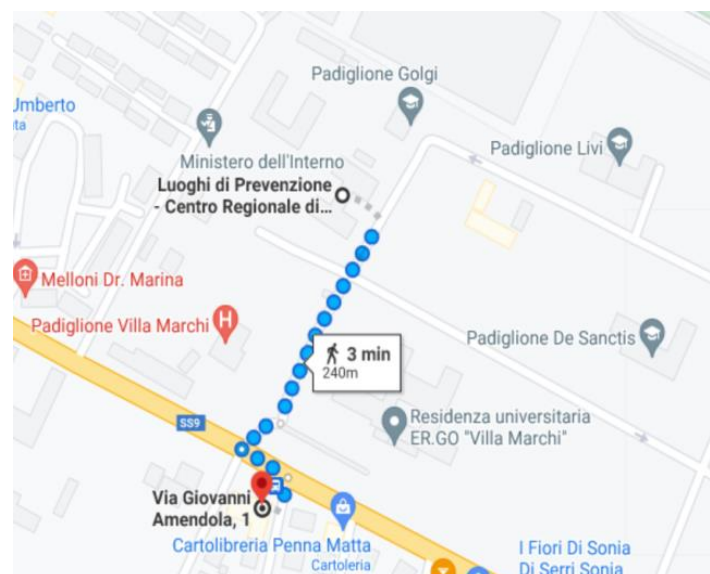 Padiglione Golgi
Umberto
Padiglione Livi
Ministero dell'Interno
Luoghi di Prevenzione
- Centro Regionale di...
Melloni Dr. Marina
Padiglione Villa Marchi
H
3 min
240m
Padiglione De Sanctis
SS9
Residenza universitaria
ER.GO "Villa Marchi"
Via Giovanni
Amendola, 1
Cartolibreria Penna Matta
Cartoleria
I Fiori Di Sonia
Di Serri Sonia